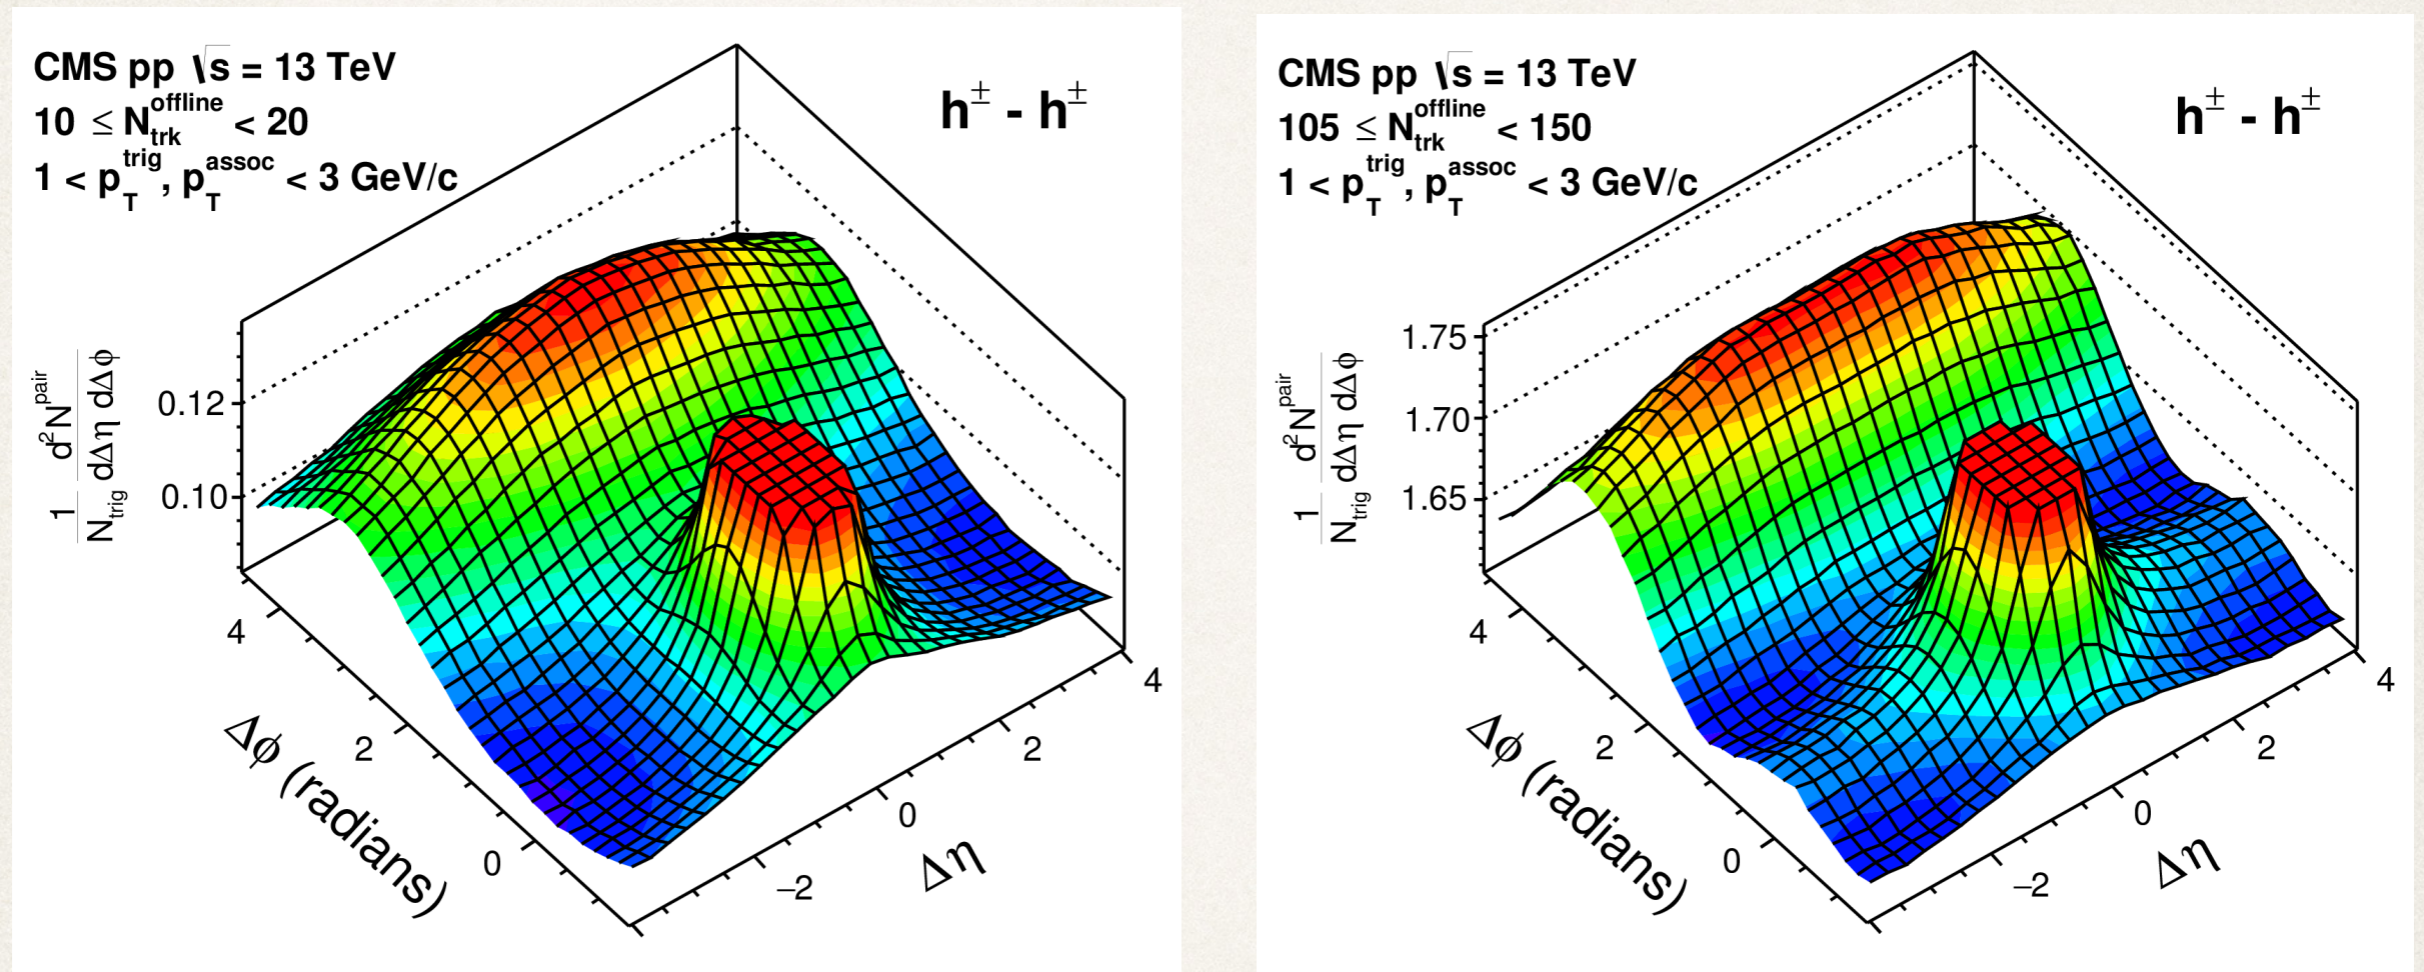 CMS pp √s = 13 TeV
10 ≤ N_trk^offline < 20
1 < p_T^trig, p_T^assoc < 3 GeV/c
h± - h±
0.12
0.10
1/N_trig d²N^pair/dΔη dΔφ
4
2
0
Δφ (radians)
4
2
0
−2
Δη
CMS pp √s = 13 TeV
105 ≤ N_trk^offline < 150
1 < p_T^trig, p_T^assoc < 3 GeV/c
h± - h±
1.75
1.70
1.65
1/N_trig d²N^pair/dΔη dΔφ
4
2
0
Δφ (radians)
4
2
0
−2
Δη